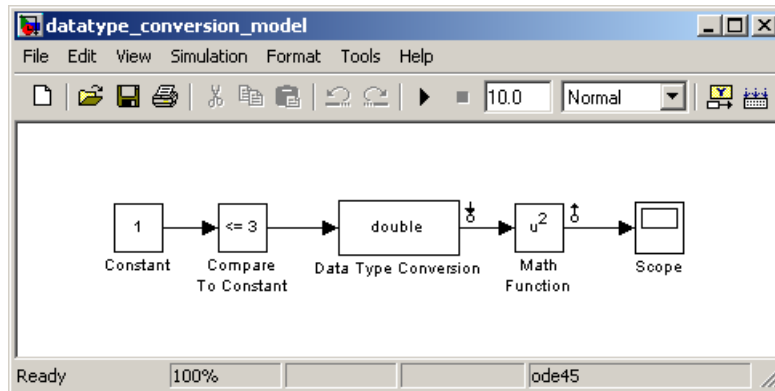 datatype_conversion_model
File Edit View Simulation Format Tools Help
10.0 Normal
1 <= 3 double u2
Constant Compare To Constant Data Type Conversion Math Function Scope
Ready 100% ode45